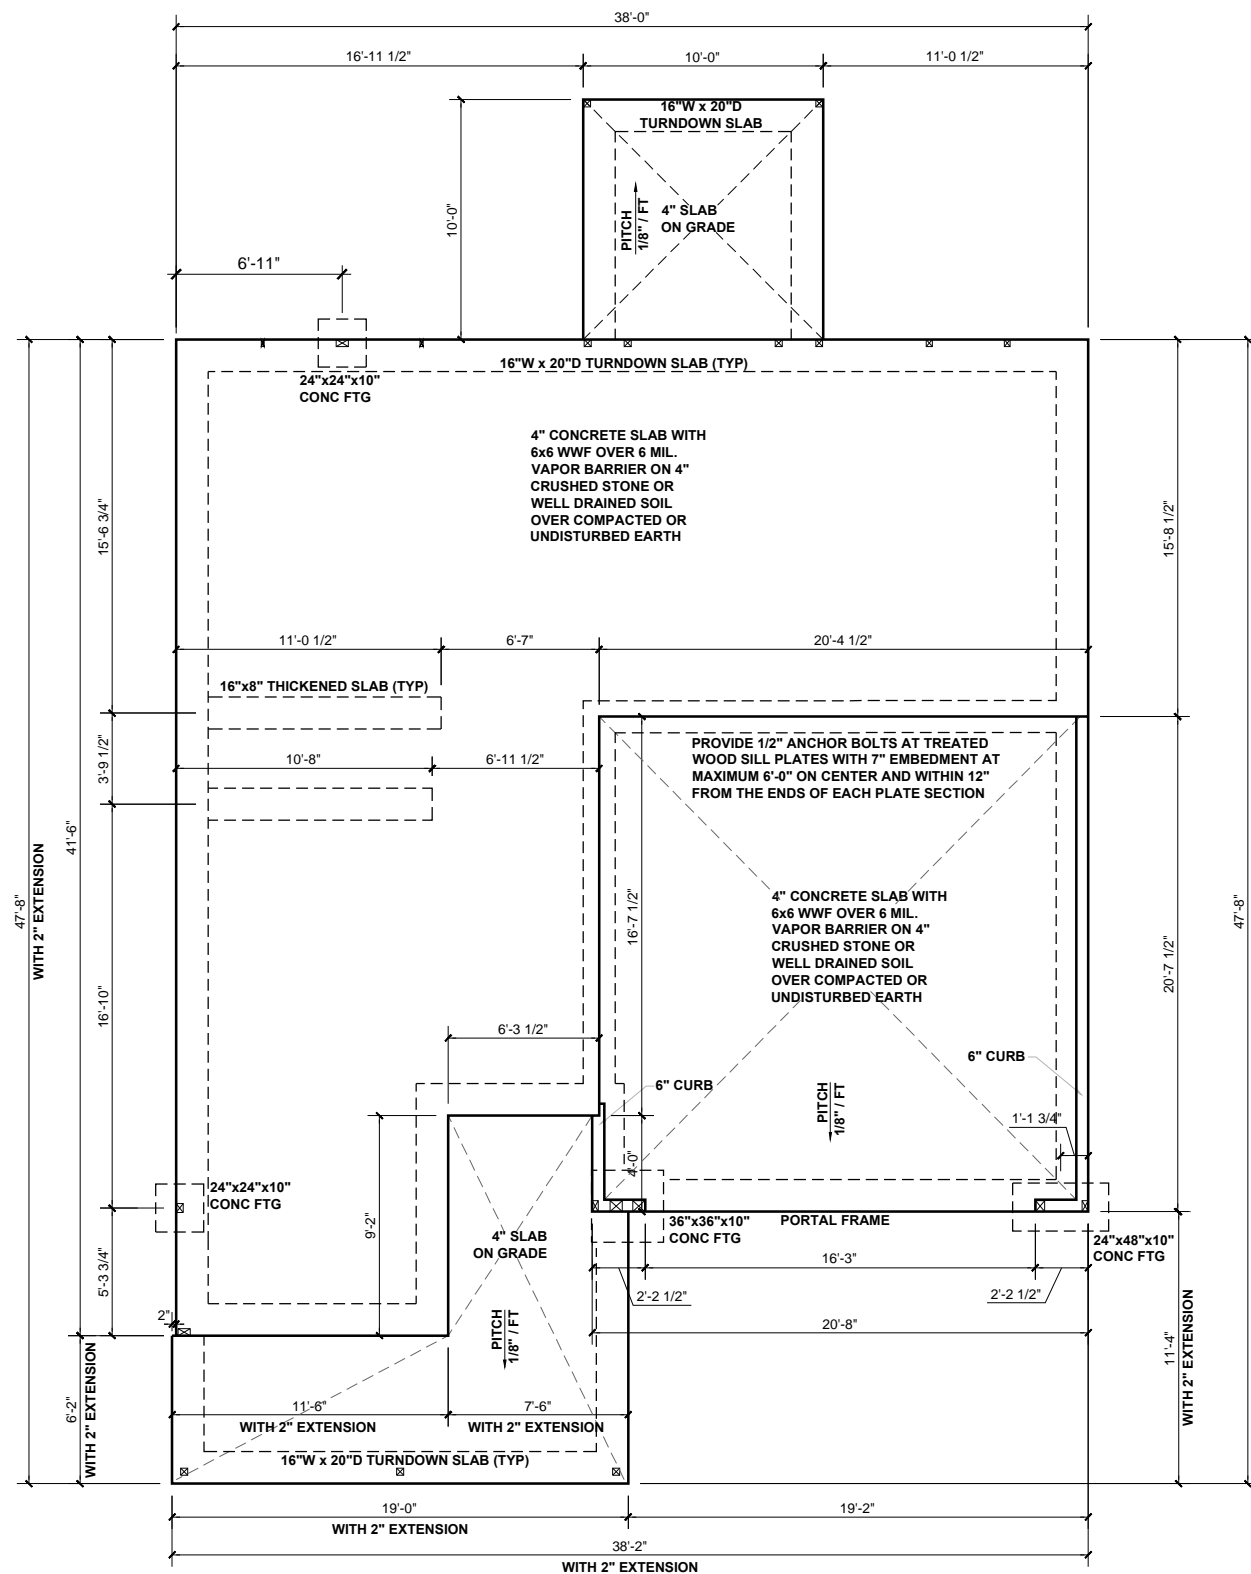 38'-0"
16'-11 1/2"
10'-0"
11'-0 1/2"
16"W x 20"D
TURNDOWN SLAB
10'-0"
PITCH
1/8" / FT
4" SLAB
ON GRADE
6'-11"
24"x24"x10"
CONC FTG
16"W x 20"D TURNDOWN SLAB (TYP)
4" CONCRETE SLAB WITH
6x6 WWF OVER 6 MIL.
VAPOR BARRIER ON 4"
CRUSHED STONE OR
WELL DRAINED SOIL
OVER COMPACTED OR
UNDISTURBED EARTH
15'-6 3/4"
15'-8 1/2"
11'-0 1/2"
6'-7"
20'-4 1/2"
16"x8" THICKENED SLAB (TYP)
3'-9 1/2"
10'-8"
6'-11 1/2"
PROVIDE 1/2" ANCHOR BOLTS AT TREATED
WOOD SILL PLATES WITH 7" EMBEDMENT AT
MAXIMUM 6'-0" ON CENTER AND WITHIN 12"
FROM THE ENDS OF EACH PLATE SECTION
41'-6"
47'-8"
WITH 2" EXTENSION
16'-7 1/2"
4" CONCRETE SLAB WITH
6x6 WWF OVER 6 MIL.
VAPOR BARRIER ON 4"
CRUSHED STONE OR
WELL DRAINED SOIL
OVER COMPACTED OR
UNDISTURBED EARTH
47'-8"
20'-7 1/2"
16'-10"
6'-3 1/2"
6" CURB
6" CURB
PITCH
1/8" / FT
1'-1 3/4"
4'-0"
24"x24"x10"
CONC FTG
9'-2"
4" SLAB
ON GRADE
36"x36"x10"
CONC FTG
PORTAL FRAME
24"x48"x10"
CONC FTG
16'-3"
2'-2 1/2"
2'-2 1/2"
5'-3 3/4"
2"
20'-8"
PITCH
1/8" / FT
11'-4"
WITH 2" EXTENSION
6'-2"
WITH 2" EXTENSION
11'-6"
WITH 2" EXTENSION
7'-6"
WITH 2" EXTENSION
16"W x 20"D TURNDOWN SLAB (TYP)
19'-0"
WITH 2" EXTENSION
19'-2"
38'-2"
WITH 2" EXTENSION